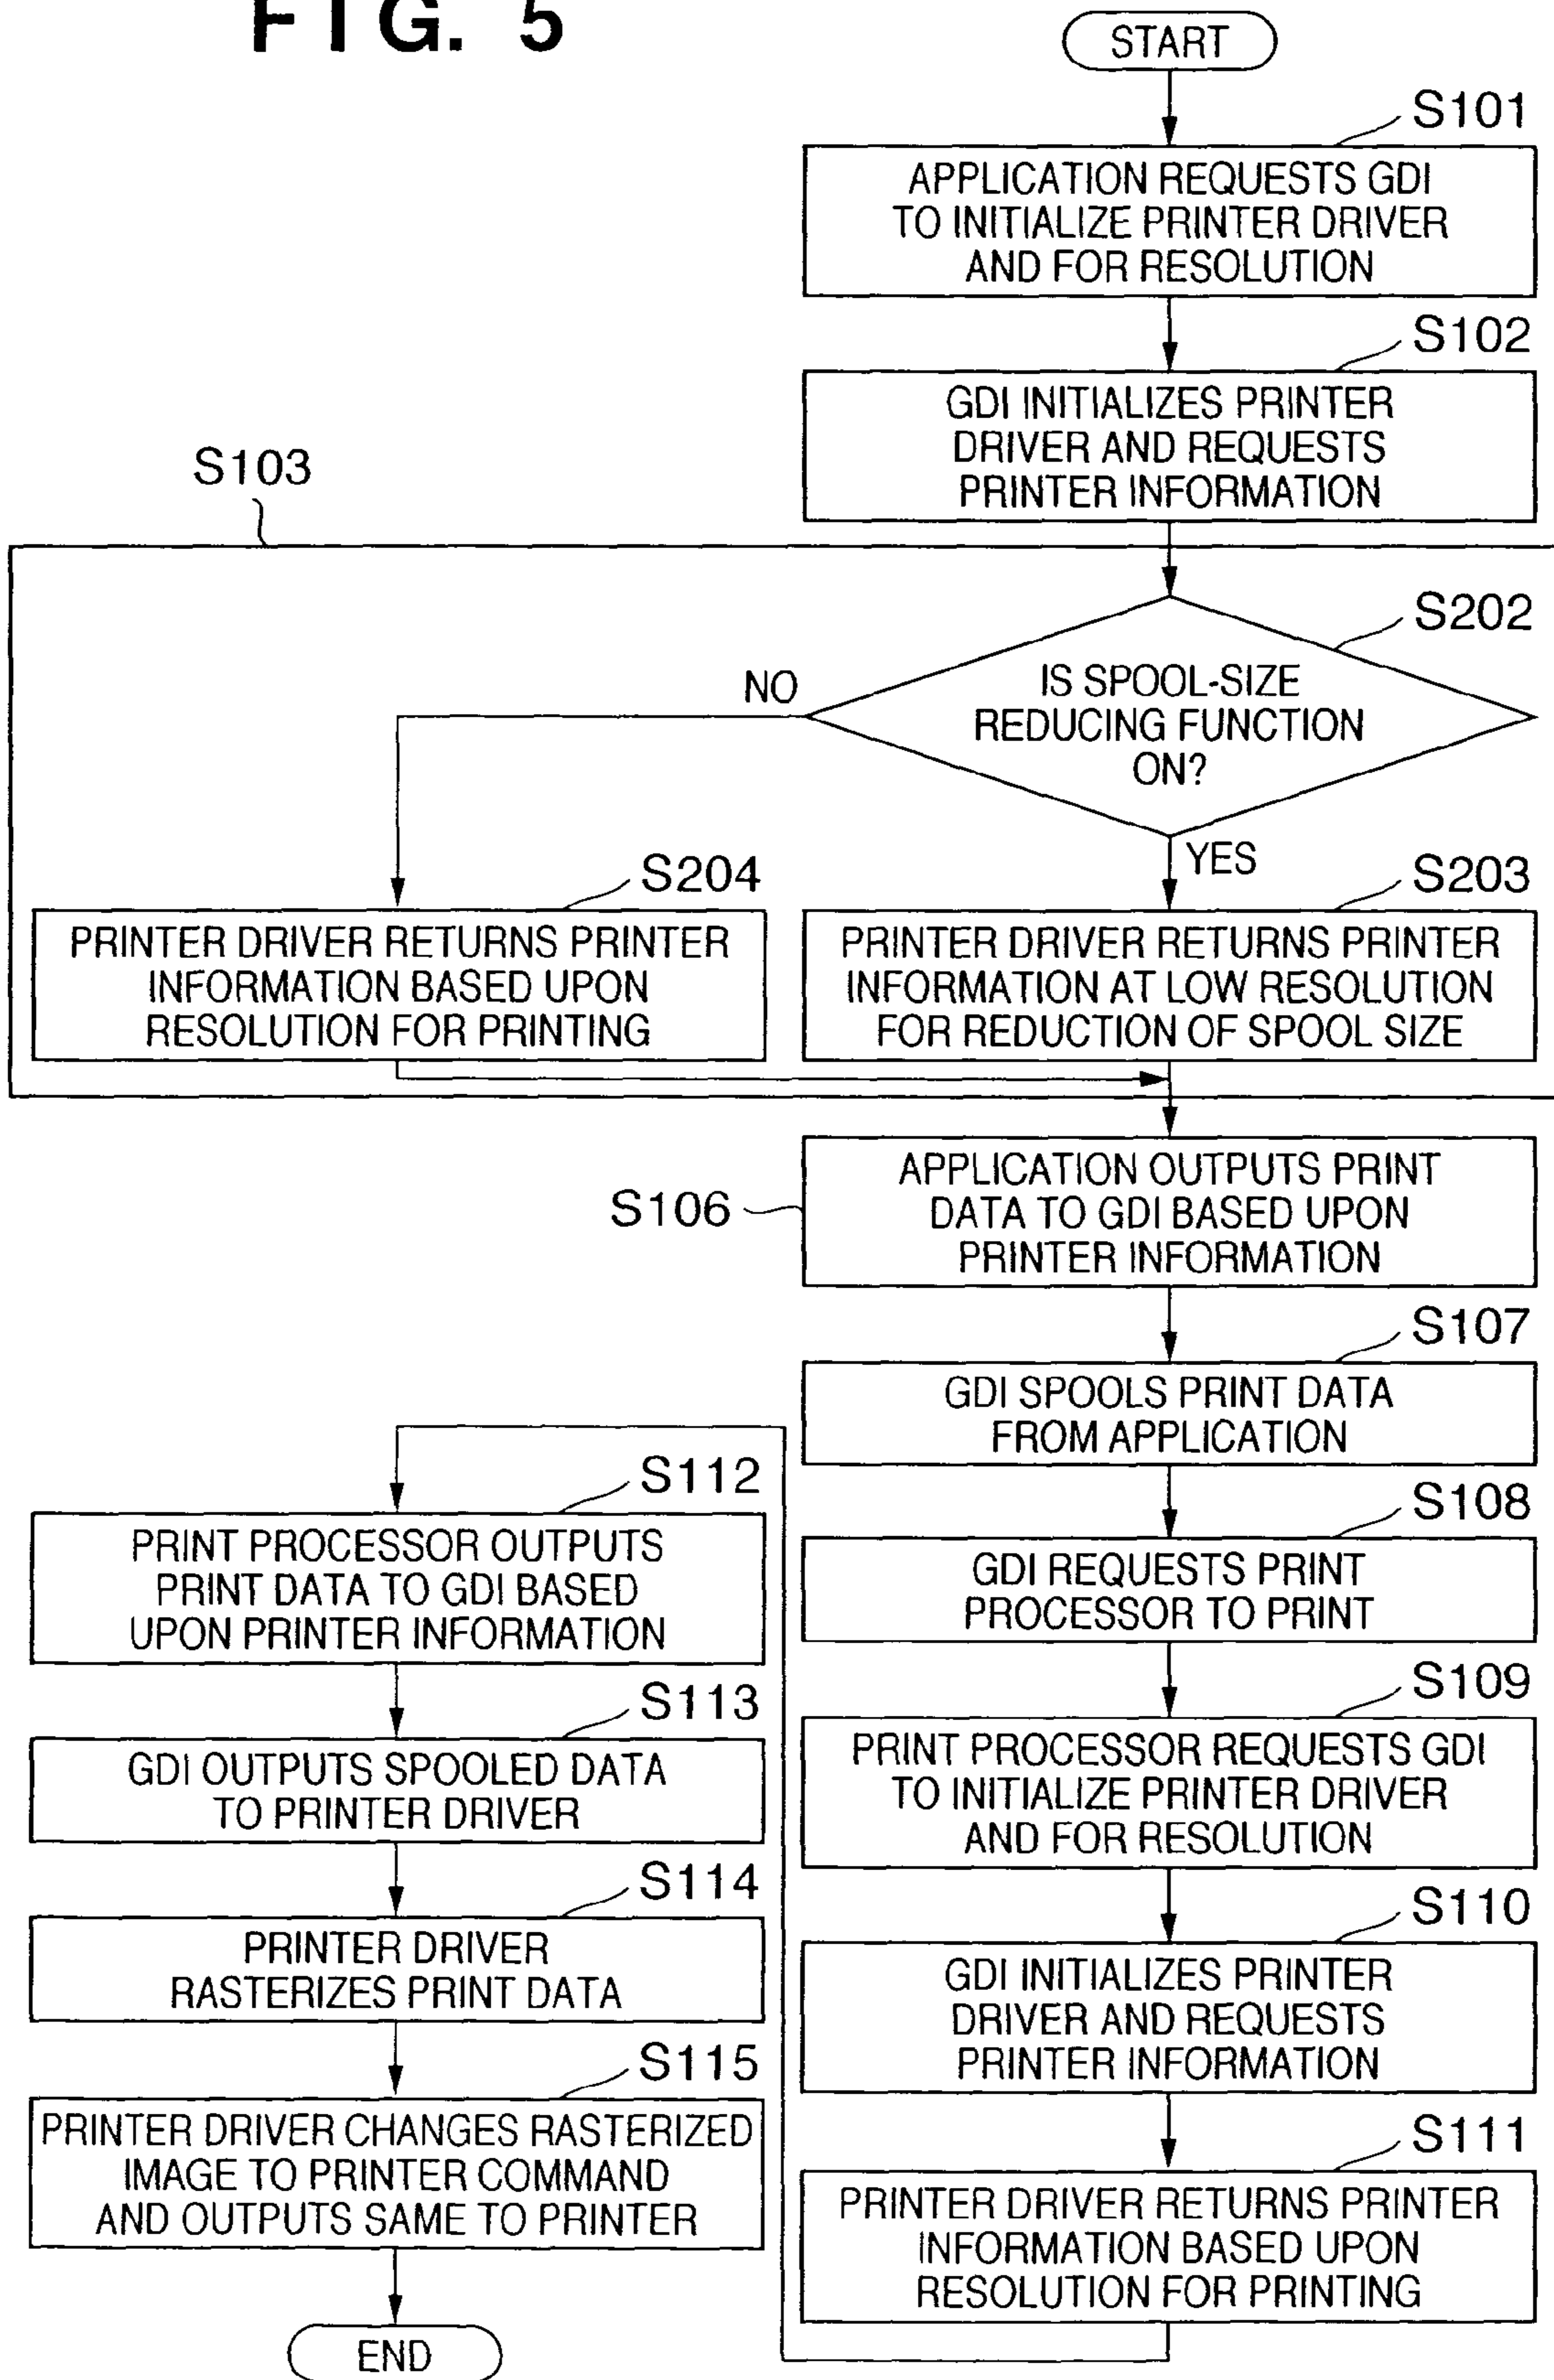 FIG. 5
START
S101
APPLICATION REQUESTS GDI
TO INITIALIZE PRINTER DRIVER
AND FOR RESOLUTION
S102
GDI INITIALIZES PRINTER
DRIVER AND REQUESTS
PRINTER INFORMATION
S103
S202
IS SPOOL-SIZE
REDUCING FUNCTION
ON?
NO
YES
S204
PRINTER DRIVER RETURNS PRINTER
INFORMATION BASED UPON
RESOLUTION FOR PRINTING
S203
PRINTER DRIVER RETURNS PRINTER
INFORMATION AT LOW RESOLUTION
FOR REDUCTION OF SPOOL SIZE
S106
APPLICATION OUTPUTS PRINT
DATA TO GDI BASED UPON
PRINTER INFORMATION
S107
GDI SPOOLS PRINT DATA
FROM APPLICATION
S108
GDI REQUESTS PRINT
PROCESSOR TO PRINT
S109
PRINT PROCESSOR REQUESTS GDI
TO INITIALIZE PRINTER DRIVER
AND FOR RESOLUTION
S110
GDI INITIALIZES PRINTER
DRIVER AND REQUESTS
PRINTER INFORMATION
S111
PRINTER DRIVER RETURNS PRINTER
INFORMATION BASED UPON
RESOLUTION FOR PRINTING
S112
PRINT PROCESSOR OUTPUTS
PRINT DATA TO GDI BASED
UPON PRINTER INFORMATION
S113
GDI OUTPUTS SPOOLED DATA
TO PRINTER DRIVER
S114
PRINTER DRIVER
RASTERIZES PRINT DATA
S115
PRINTER DRIVER CHANGES RASTERIZED
IMAGE TO PRINTER COMMAND
AND OUTPUTS SAME TO PRINTER
END